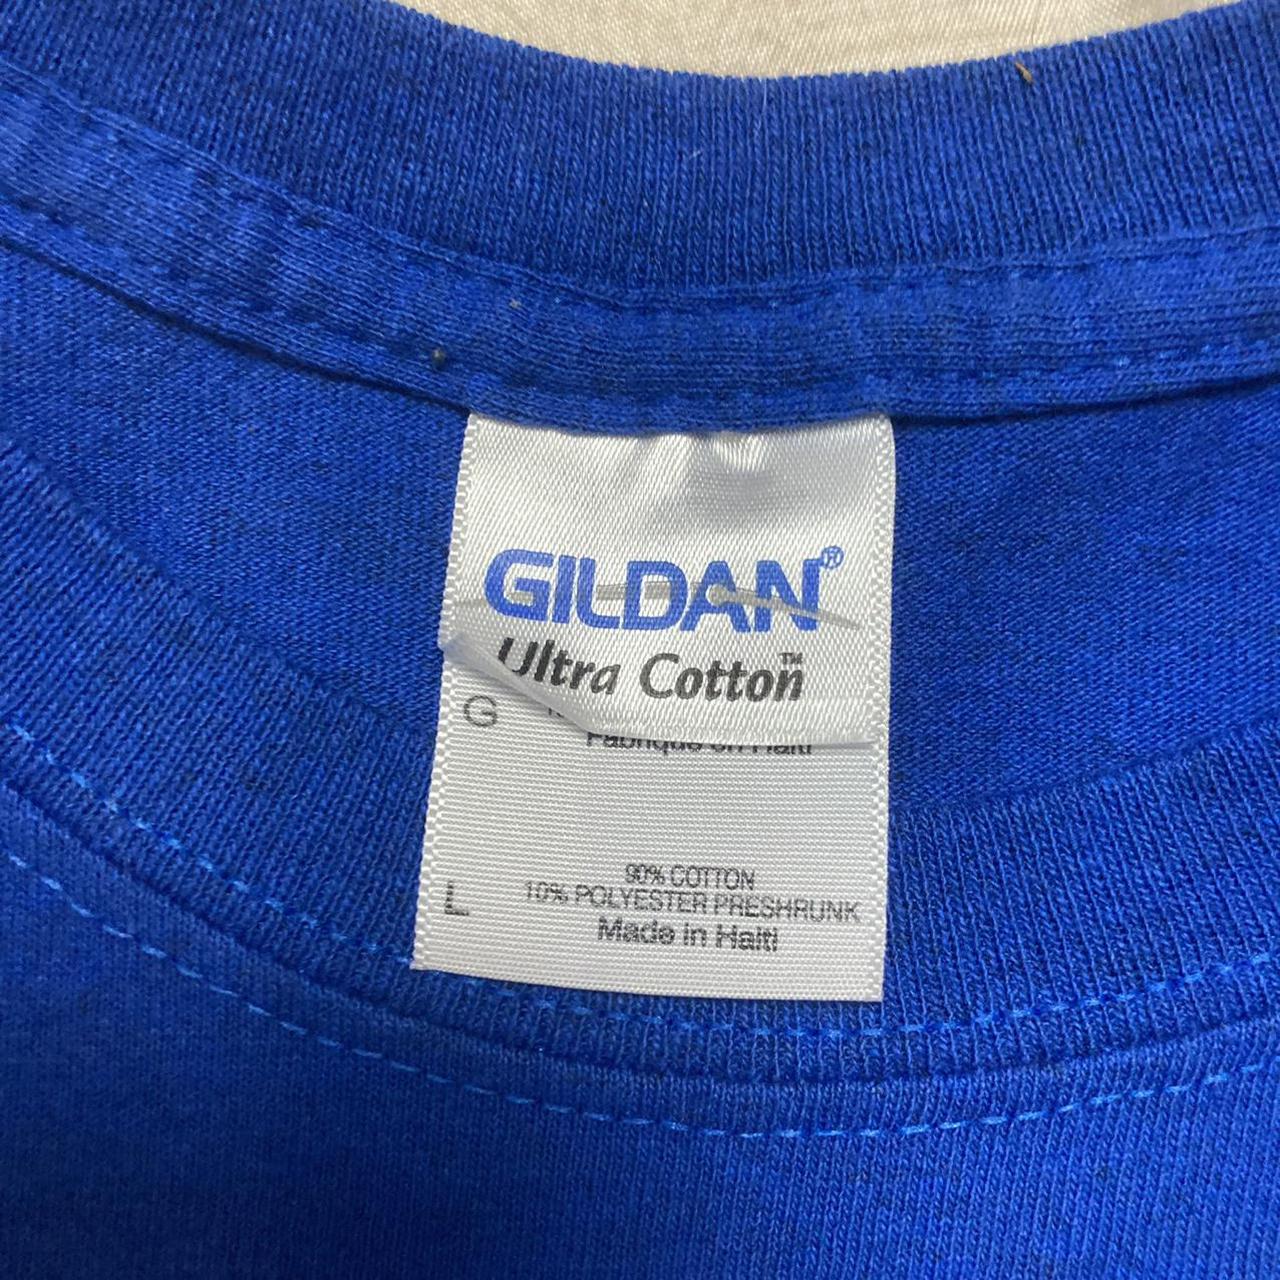 GILDAN®
Ultra Cotton™
G
Fabriqué en Haïti
90% COTTON
L 10% POLYESTER PRESHRUNK
Made in Haiti